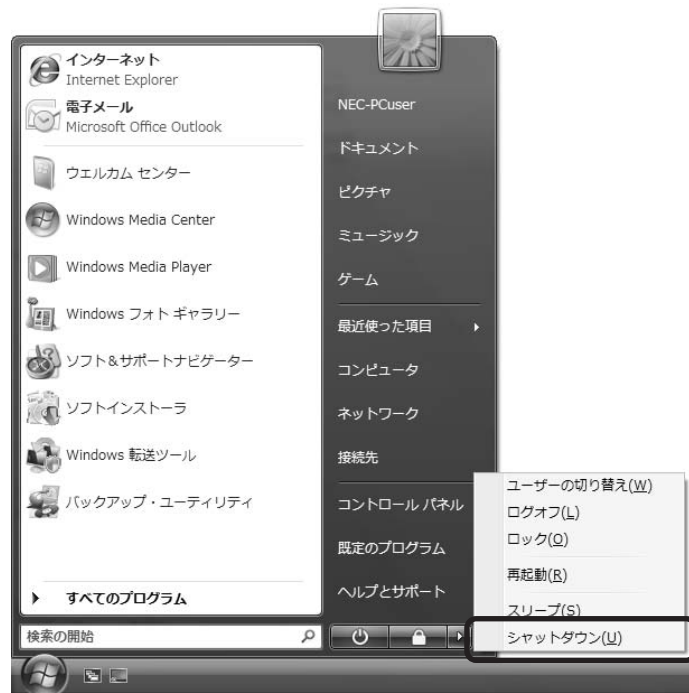 インターネット
Internet Explorer
電子メール
Microsoft Office Outlook
ウェルカム センター
Windows Media Center
Windows Media Player
Windows フォト ギャラリー
ソフト&サポートナビゲーター
ソフトインストーラ
Windows 転送ツール
バックアップ・ユーティリティ
すべてのプログラム
検索の開始
NEC-PCuser
ドキュメント
ピクチャ
ミュージック
ゲーム
最近使った項目
コンピュータ
ネットワーク
接続先
コントロール パネル
既定のプログラム
ヘルプとサポート
ユーザーの切り替え(W)
ログオフ(L)
ロック(O)
再起動(R)
スリープ(S)
シャットダウン(U)